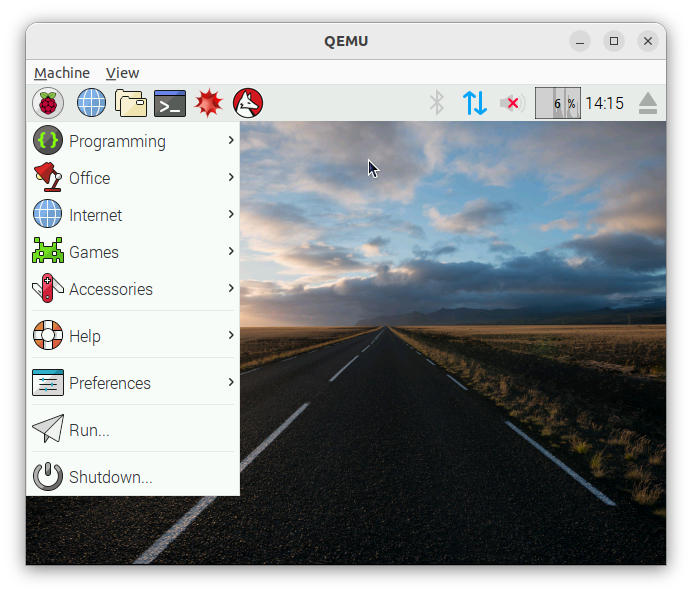 QEMU
Machine View
6 % 14:15
Programming
Office
Internet
Games
Accessories
Help
Preferences
Run...
Shutdown...